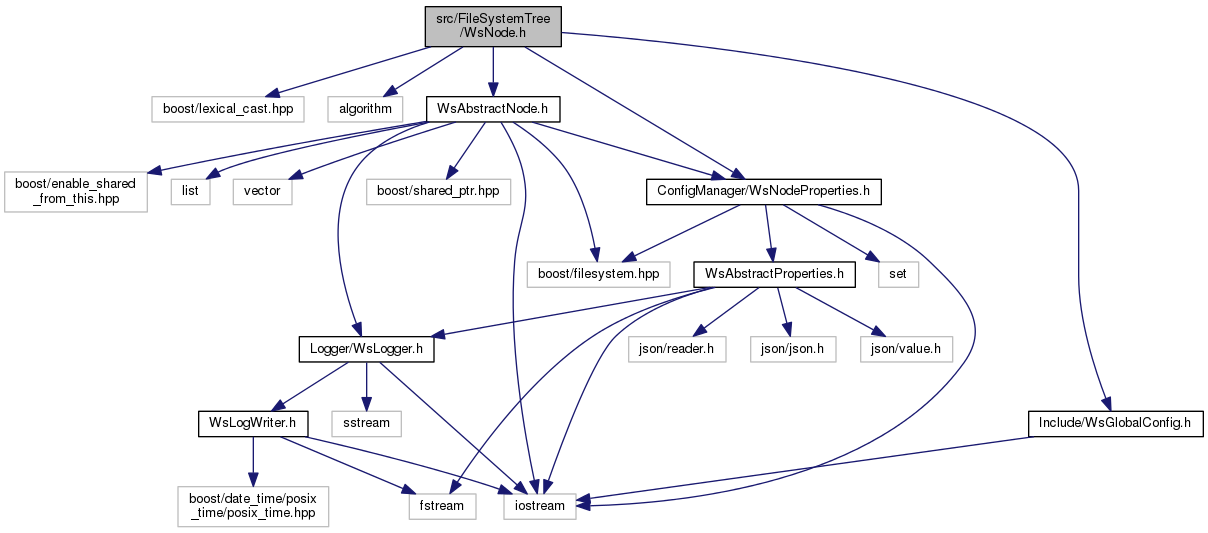 src/FileSystemTree
/WsNode.h
boost/lexical_cast.hpp
algorithm
WsAbstractNode.h
boost/enable_shared
_from_this.hpp
list
vector
boost/shared_ptr.hpp
ConfigManager/WsNodeProperties.h
boost/filesystem.hpp
WsAbstractProperties.h
set
Logger/WsLogger.h
json/reader.h
json/json.h
json/value.h
WsLogWriter.h
sstream
Include/WsGlobalConfig.h
boost/date_time/posix
_time/posix_time.hpp
fstream
iostream